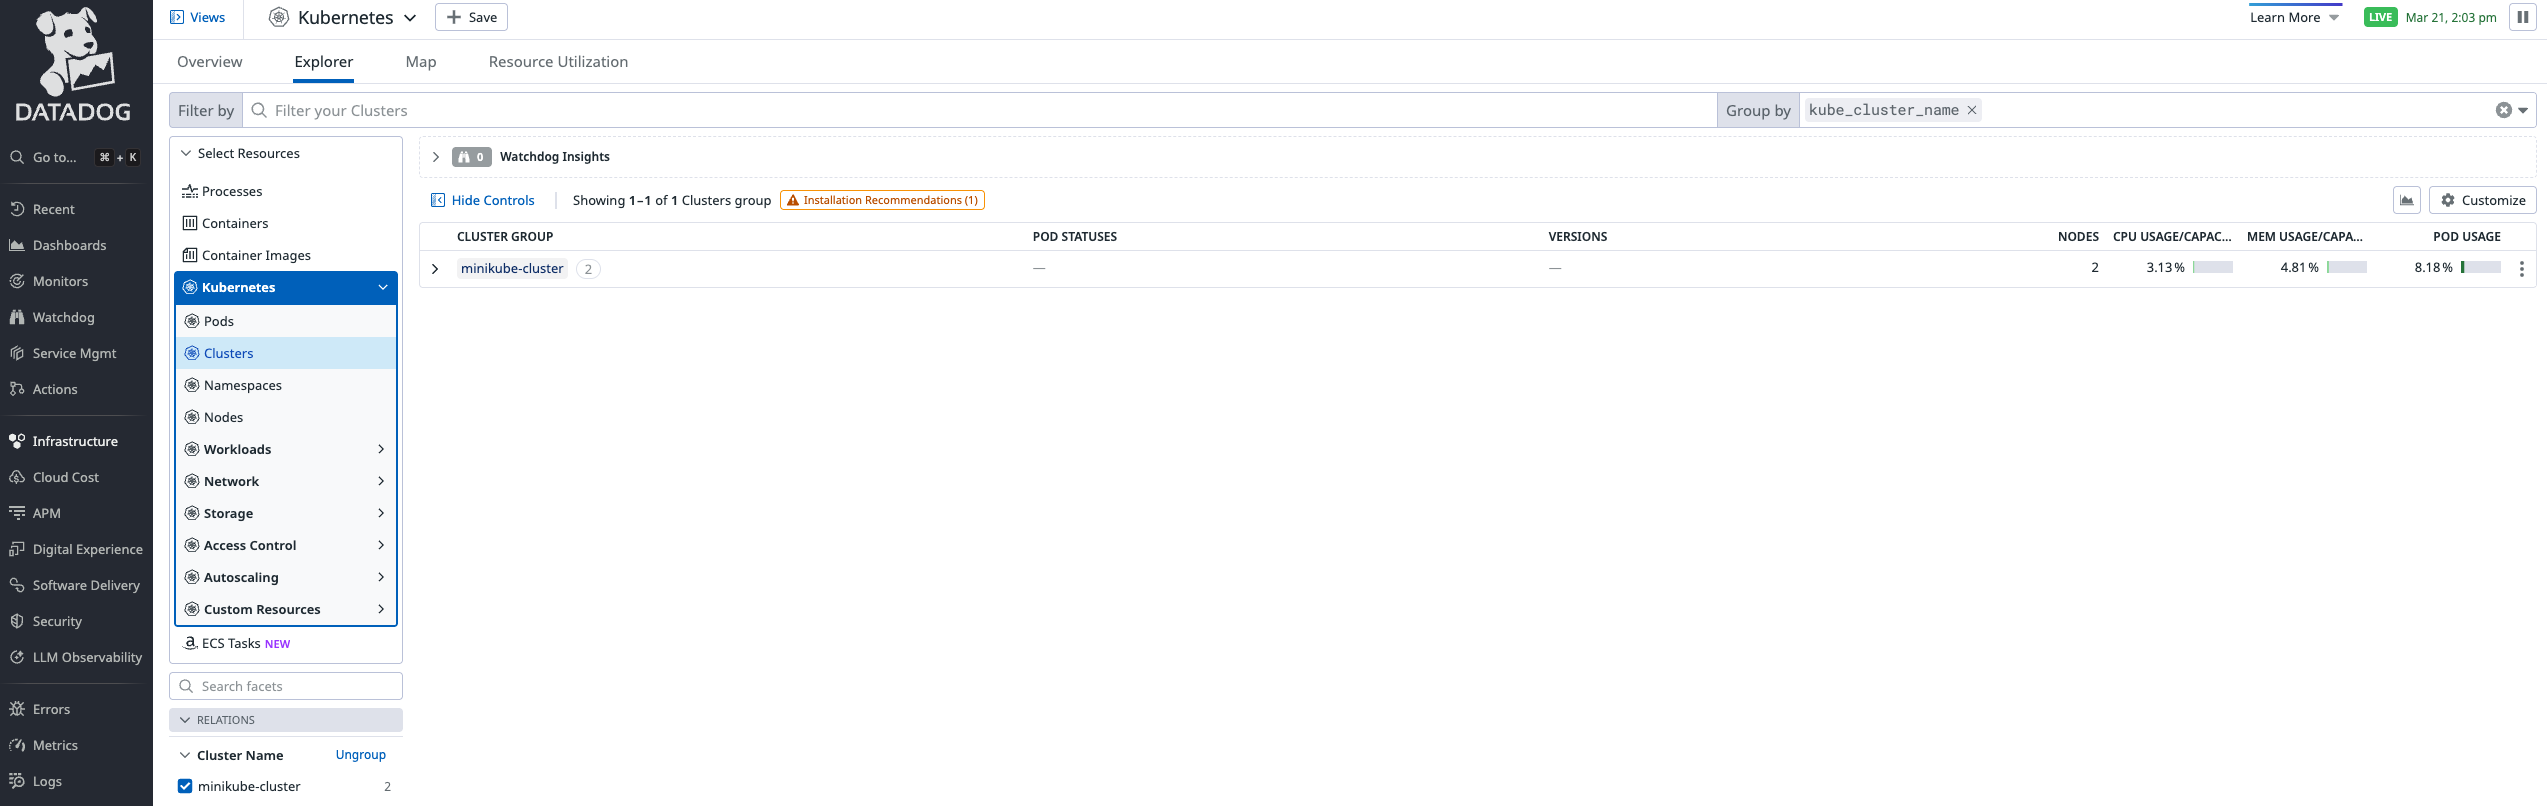 DATADOG
Go to... ⌘ + K
Recent
Dashboards
Monitors
Watchdog
Service Mgmt
Actions
Infrastructure
Cloud Cost
APM
Digital Experience
Software Delivery
Security
LLM Observability
Errors
Metrics
Logs
Views
Kubernetes
Save
Learn More
LIVE Mar 21, 2:03 pm
Overview Explorer Map Resource Utilization
Filter by Filter your Clusters Group by kube_cluster_name
Select Resources
Processes
Containers
Container Images
Kubernetes
Pods
Clusters
Namespaces
Nodes
Workloads
Network
Storage
Access Control
Autoscaling
Custom Resources
ECS Tasks NEW
Search facets
RELATIONS
Cluster Name Ungroup
minikube-cluster 2
0 Watchdog Insights
Hide Controls Showing 1–1 of 1 Clusters group Installation Recommendations (1) Customize
CLUSTER GROUP POD STATUSES VERSIONS NODES CPU USAGE/CAPAC... MEM USAGE/CAPA... POD USAGE
minikube-cluster 2 — — 2 3.13% 4.81% 8.18%